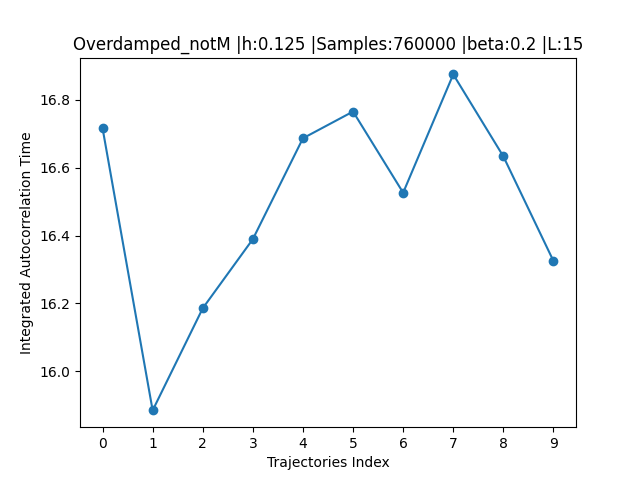 Overdamped_notM |h:0.125 |Samples:760000 |beta:0.2 |L:15
16.8
16.6
16.4
16.2
16.0
Integrated Autocorrelation Time
0 1 2 3 4 5 6 7 8 9
Trajectories Index